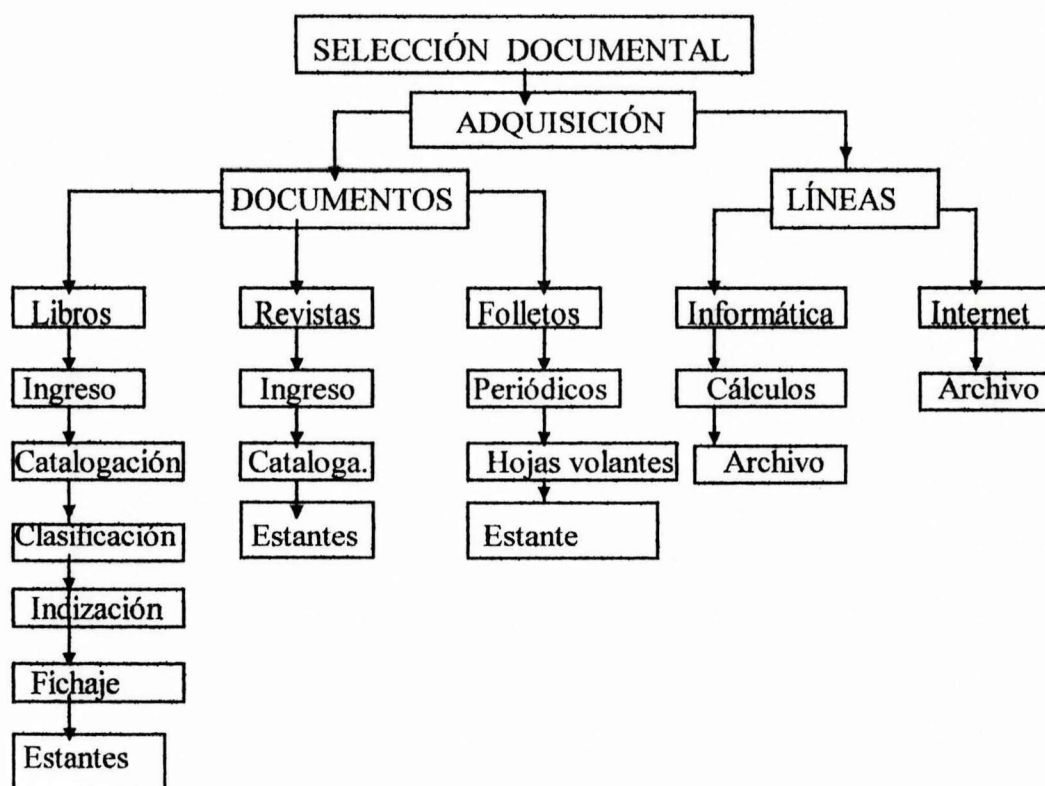 SELECCIÓN DOCUMENTAL
ADQUISICIÓN
DOCUMENTOS
LÍNEAS
Libros
Revistas
Folletos
Informática
Internet
Ingreso
Ingreso
Periódicos
Cálculos
Archivo
Catalogación
Cataloga.
Hojas volantes
Archivo
Clasificación
Estantes
Estante
Indización
Fichaje
Estantes